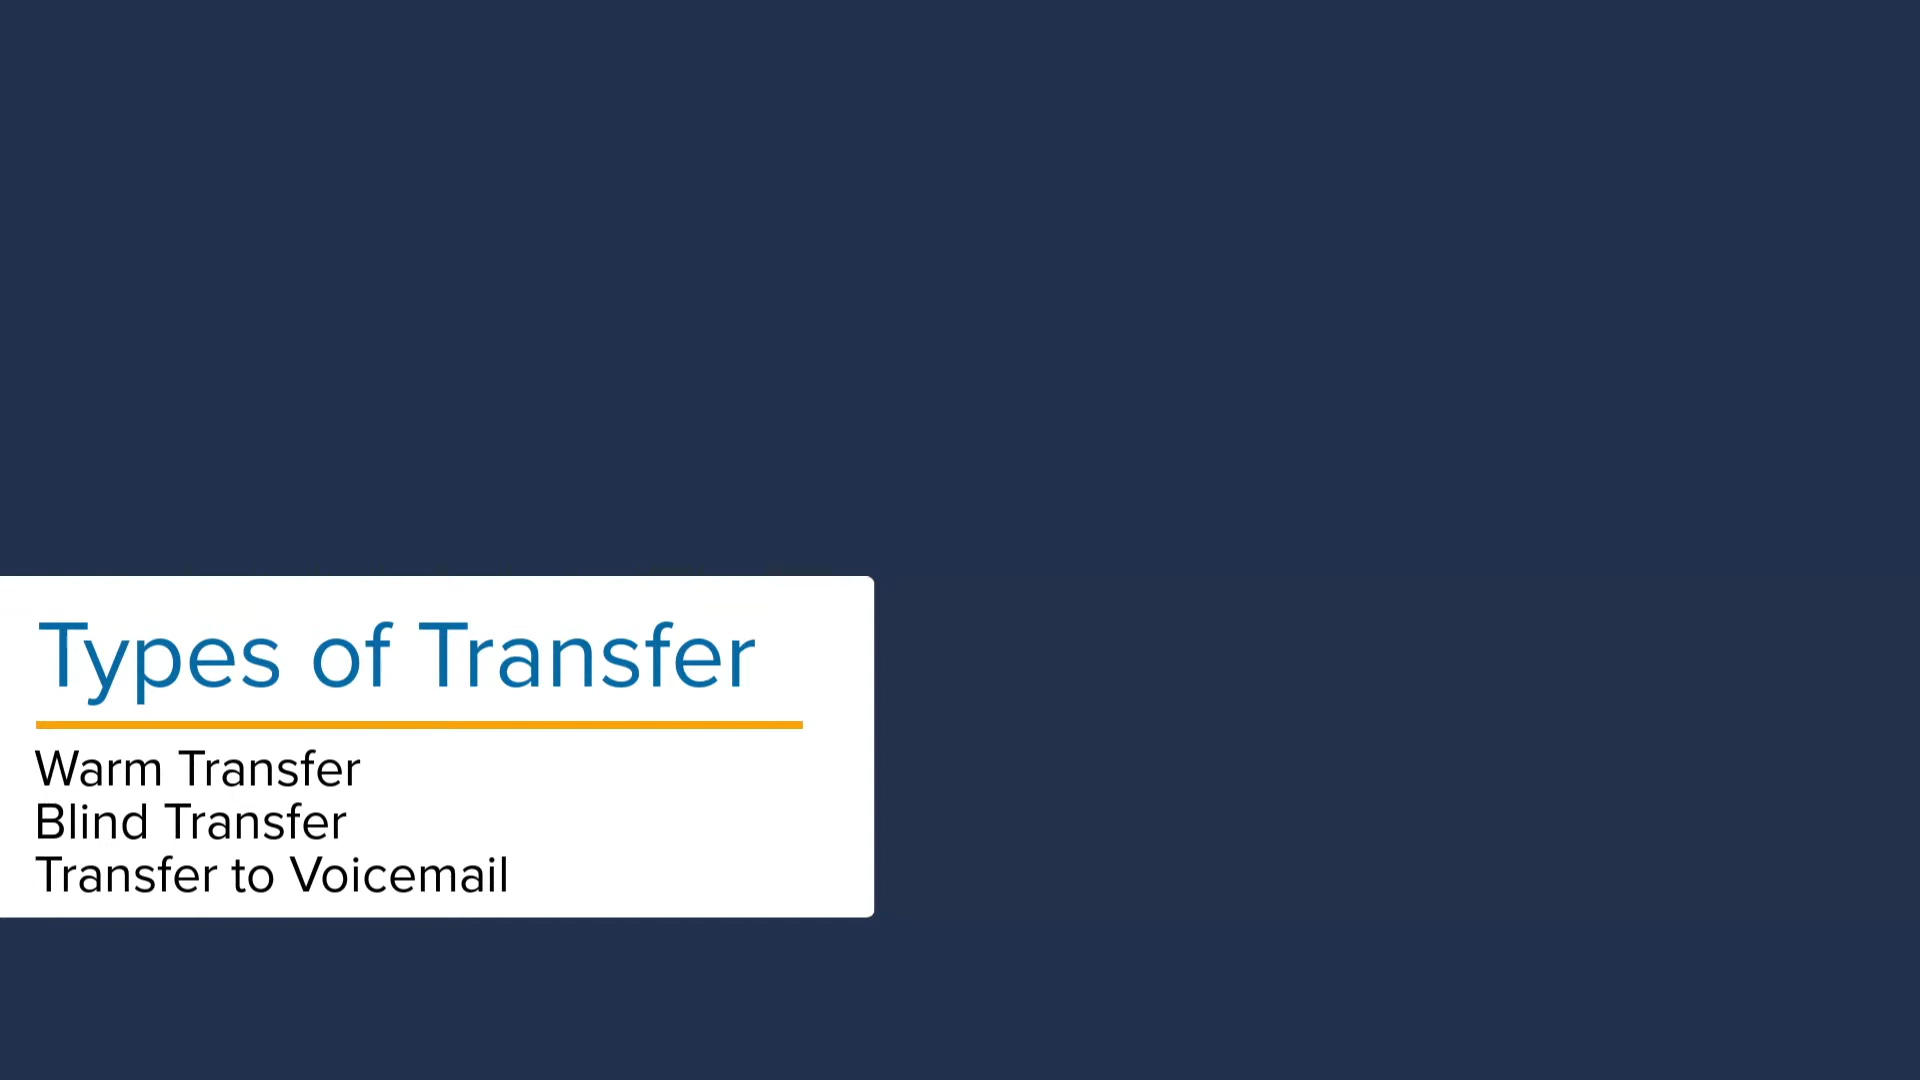 Types of Transfer
Warm Transfer
Blind Transfer
Transfer to Voicemail